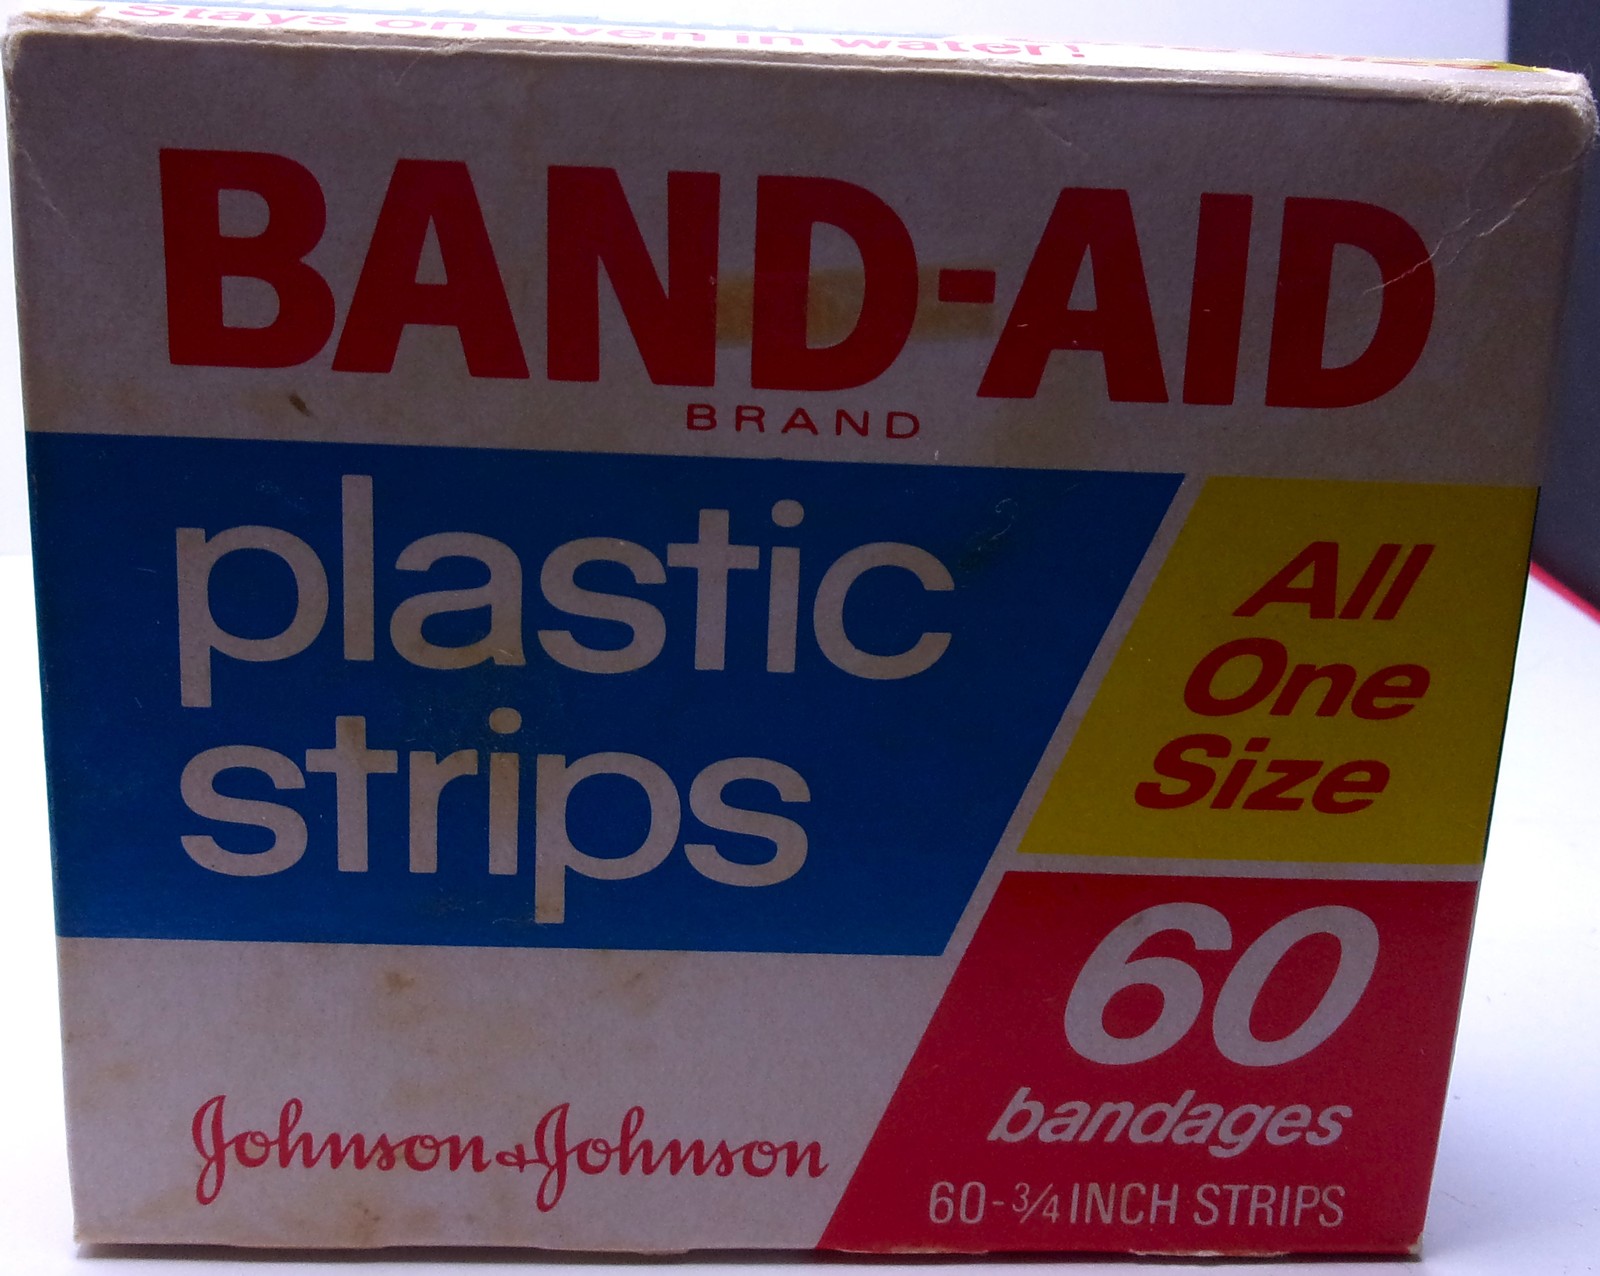 Stays on even in water!
BAND-AID
BRAND
plastic
strips
All
One
Size
60
bandages
Johnson & Johnson
60-3/4 INCH STRIPS